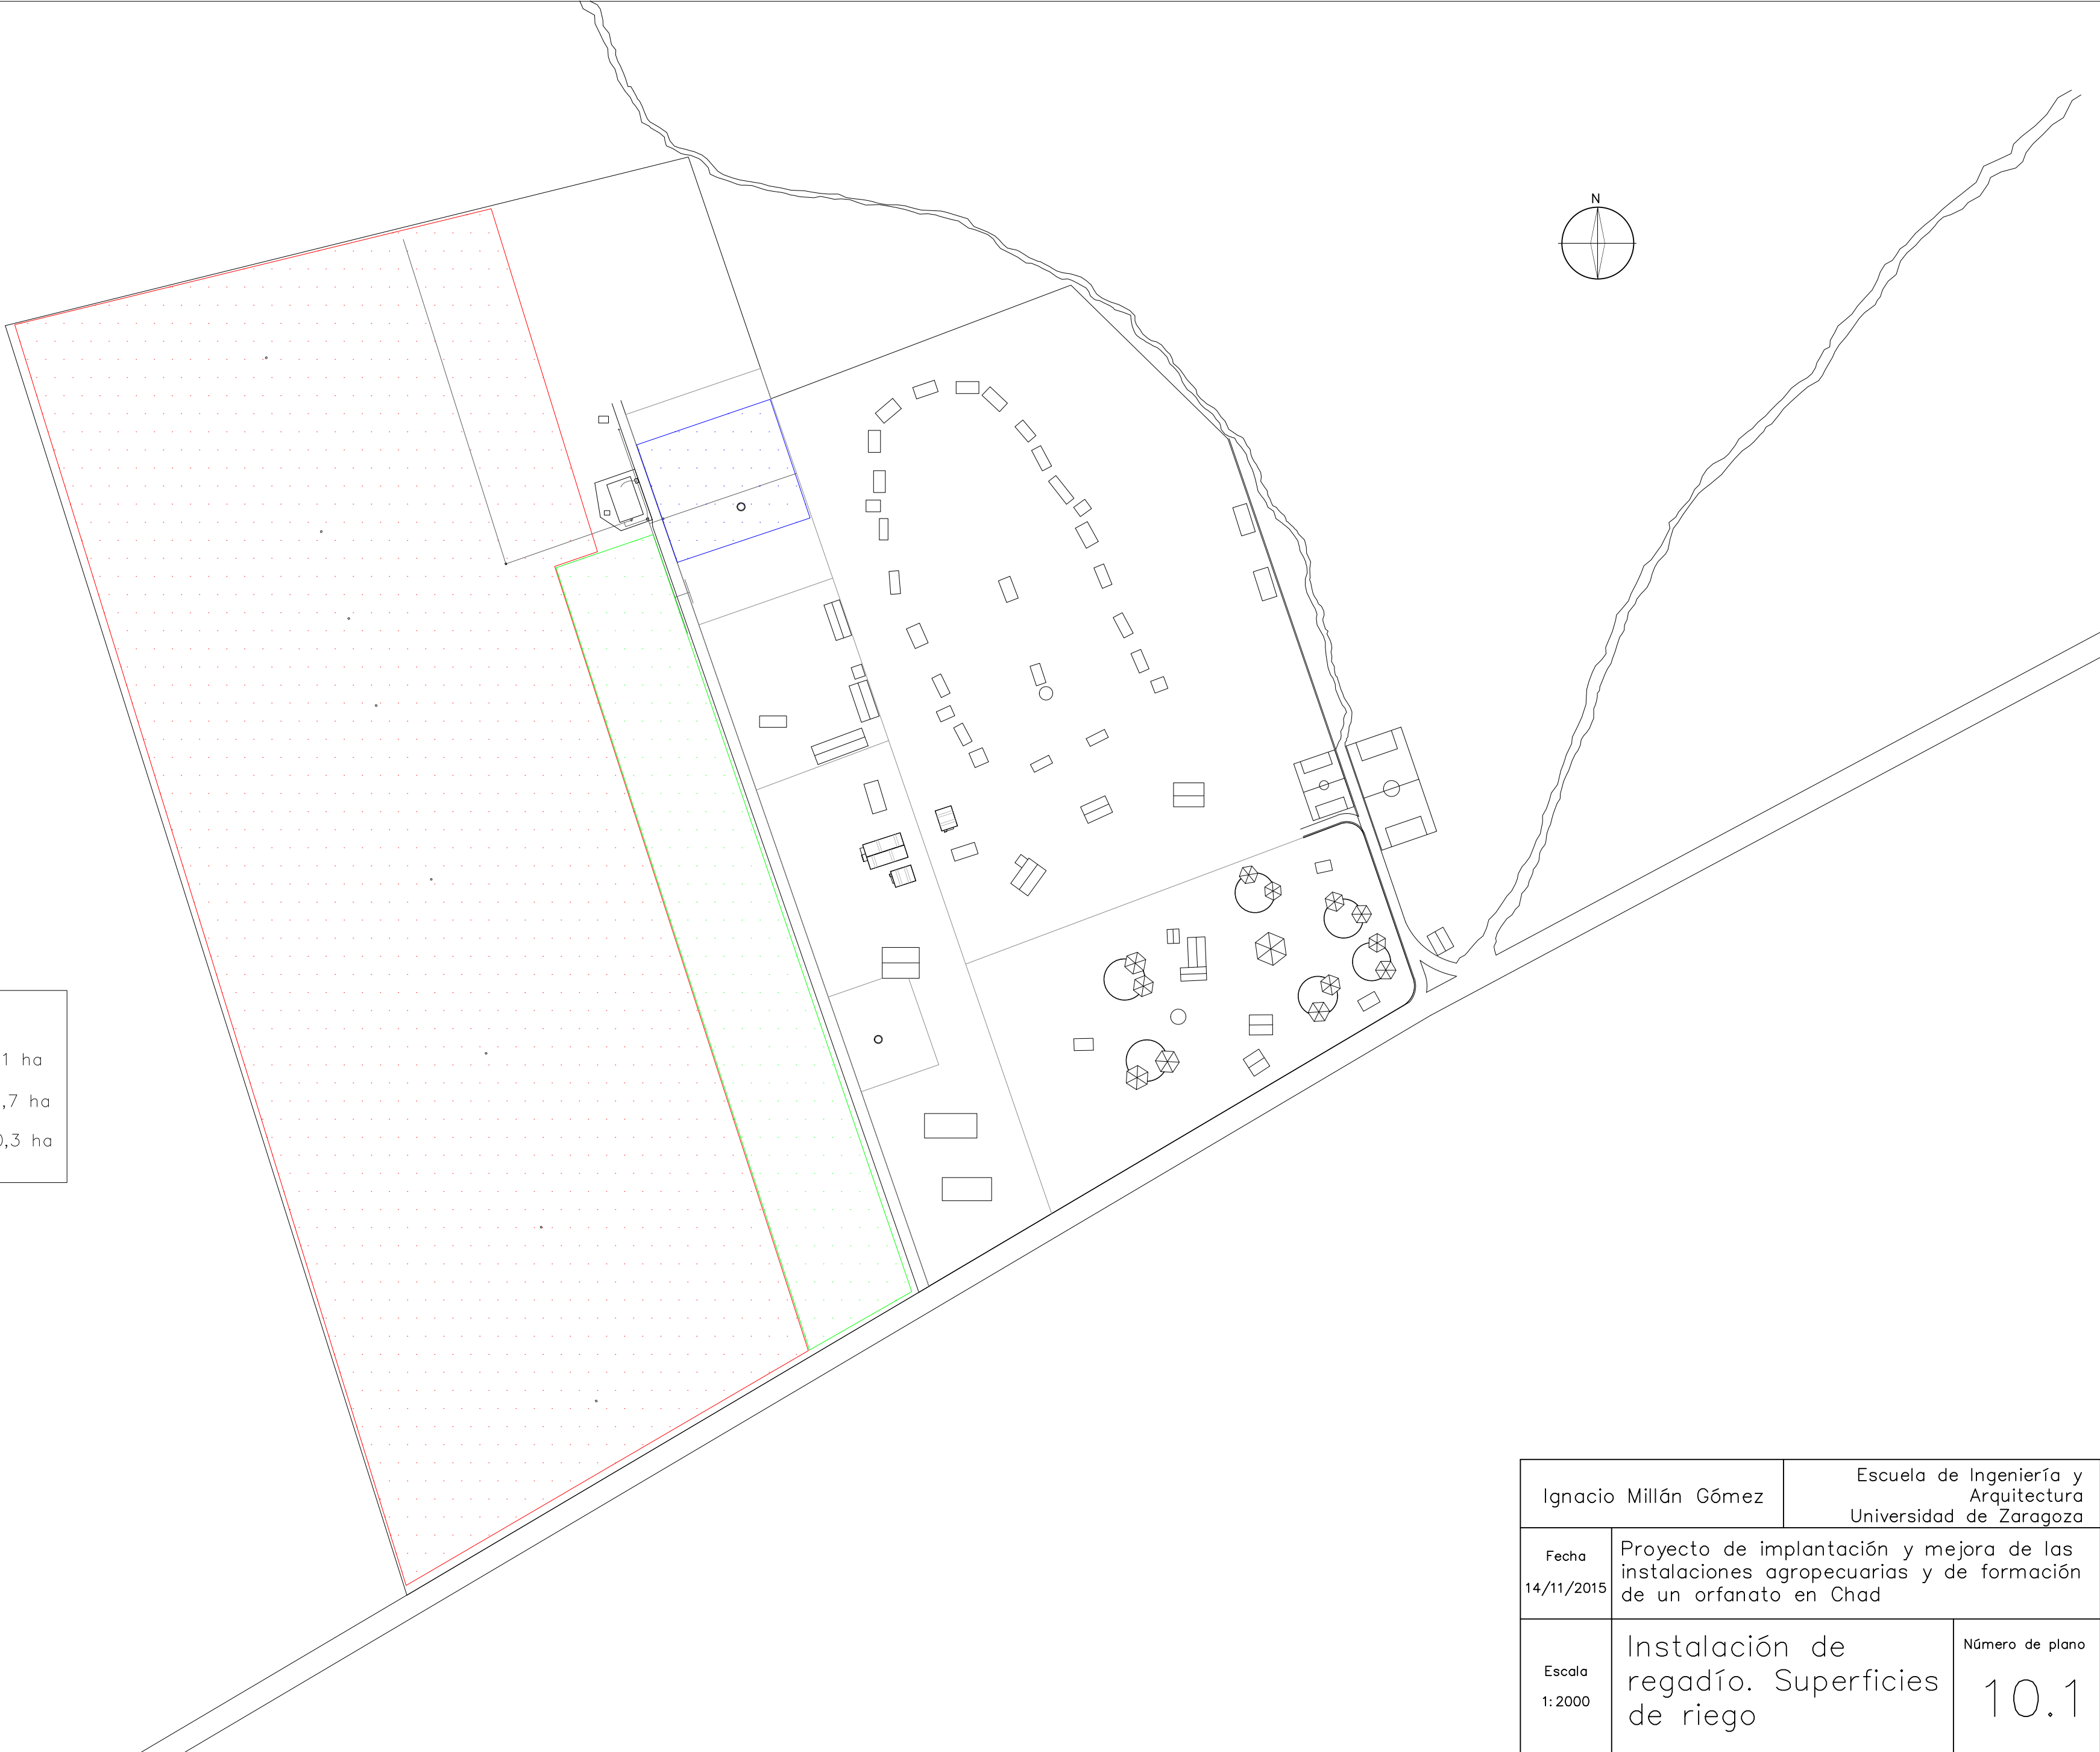 N
1 ha
,7 ha
0,3 ha
Ignacio Millán Gómez
Escuela de Ingeniería y
Arquitectura
Universidad de Zaragoza
Fecha
14/11/2015
Proyecto de implantación y mejora de las
instalaciones agropecuarias y de formación
de un orfanato en Chad
Escala
1:2000
Instalación de
regadío. Superficies
de riego
Número de plano
10.1